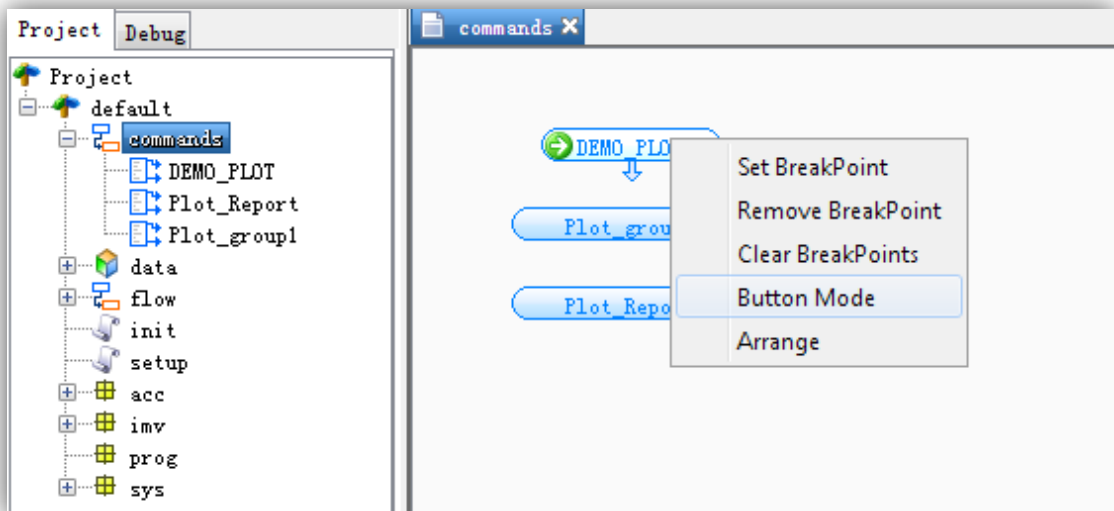 Project
Debug
commands
Project
default
commands
DEMO_PLOT
Plot_Report
Plot_group1
data
flow
init
setup
acc
imv
prog
sys
DEMO_PLO
Plot_grou
Plot_Repo
Set BreakPoint
Remove BreakPoint
Clear BreakPoints
Button Mode
Arrange